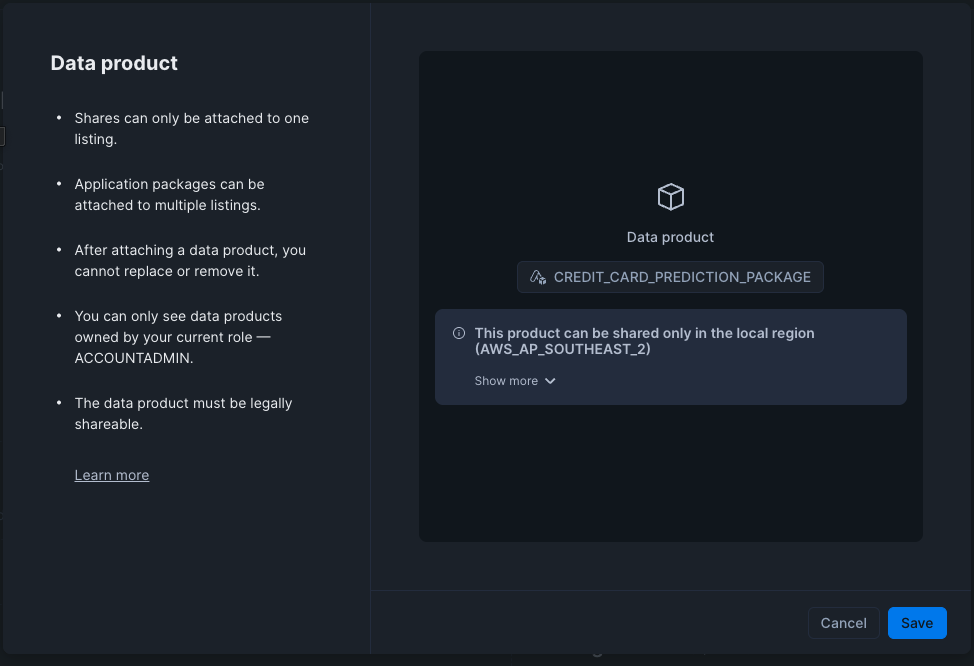 Data product
• Shares can only be attached to one
listing.
• Application packages can be
attached to multiple listings.
• After attaching a data product, you
cannot replace or remove it.
• You can only see data products
owned by your current role —
ACCOUNTADMIN.
• The data product must be legally
shareable.
Learn more
Data product
CREDIT_CARD_PREDICTION_PACKAGE
This product can be shared only in the local region
(AWS_AP_SOUTHEAST_2)
Show more
Cancel
Save